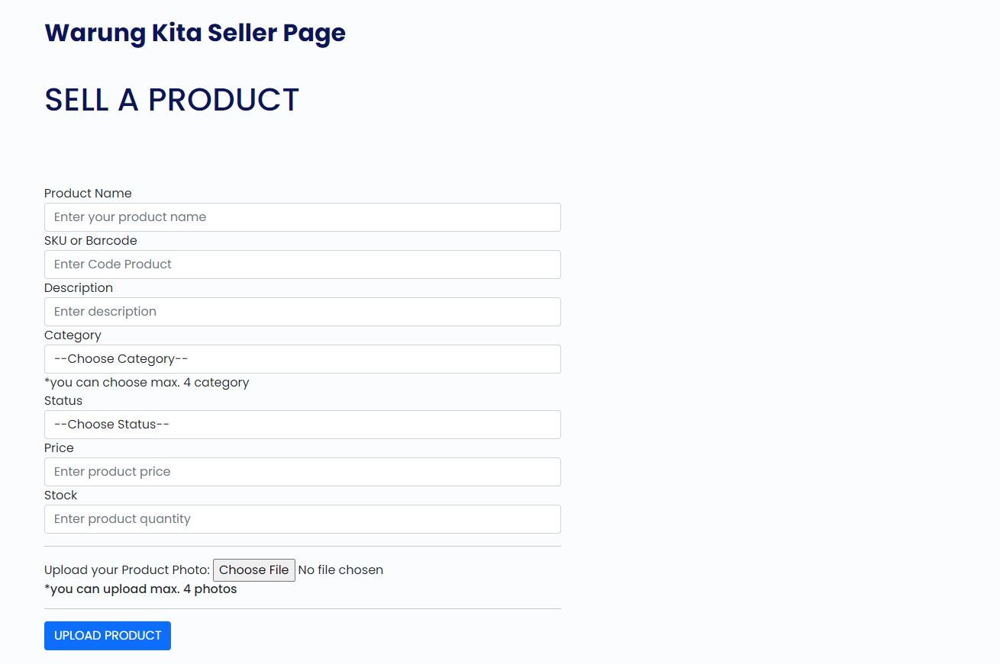 Warung Kita Seller Page
SELL A PRODUCT
Product Name
Enter your product name
SKU or Barcode
Enter Code Product
Description
Enter description
Category
--Choose Category--
*you can choose max. 4 category
Status
--Choose Status--
Price
Enter product price
Stock
Enter product quantity
Upload your Product Photo: Choose File No file chosen
*you can upload max. 4 photos
UPLOAD PRODUCT